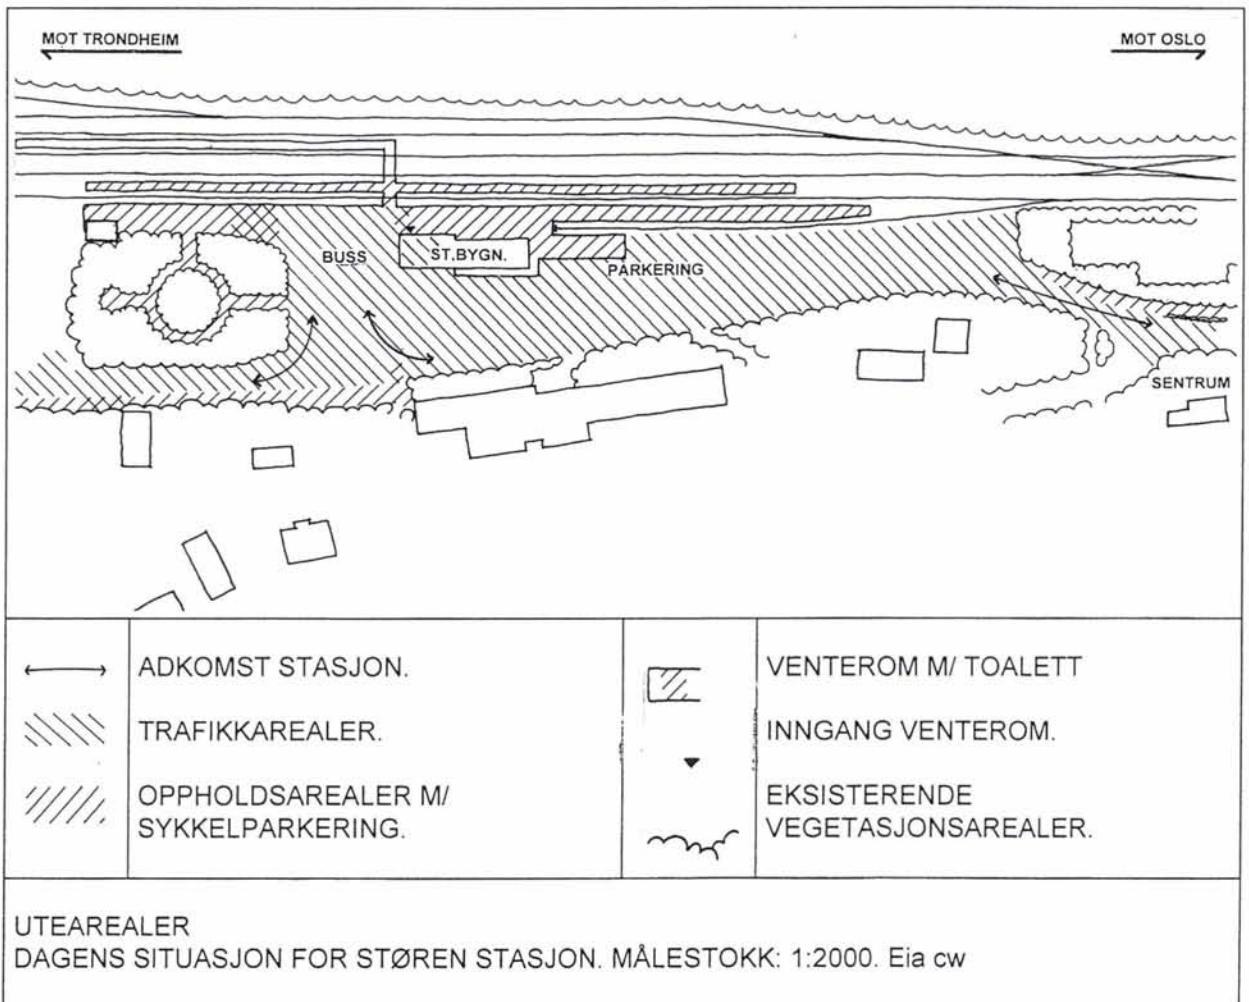 MOT TRONDHEIM
MOT OSLO
BUSS
ST.BYGN.
PARKERING
SENTRUM
ADKOMST STASJON.
TRAFIKKAREALER.
OPPHOLDSAREALER M/
SYKKELPARKERING.
VENTEROM M/ TOALETT
INNGANG VENTEROM.
EKSISTERENDE
VEGETASJONSAREALER.
UTEAREALER
DAGENS SITUASJON FOR STØREN STASJON. MÅLESTOKK: 1:2000. Eia cw